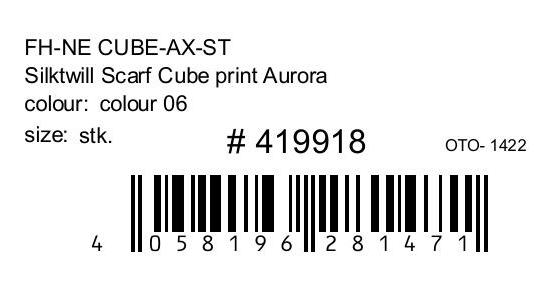 FH-NE CUBE-AX-ST
Silktwill Scarf Cube print Aurora
colour: colour 06
size: stk.
# 419918
OTO- 1422
4 058196 281471